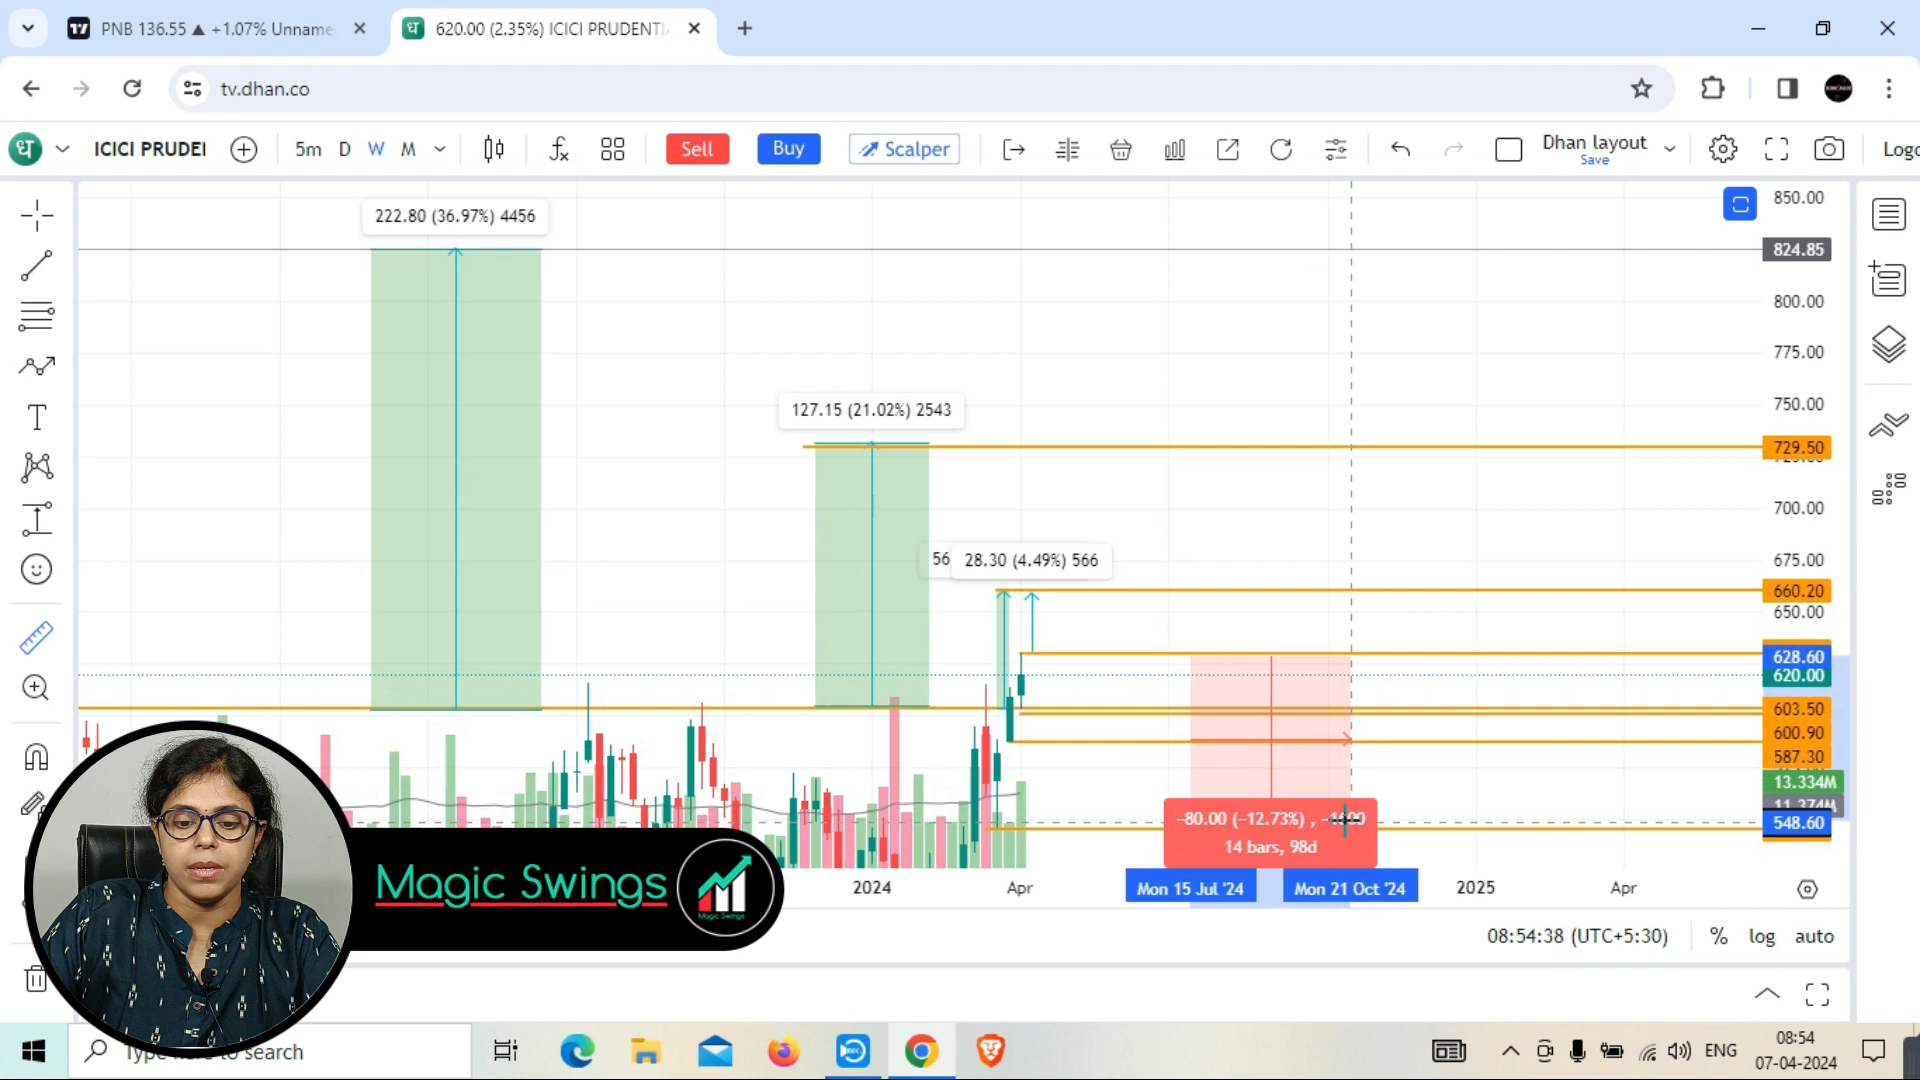 PNB 136.55 ▲ +1.07% Unname
620.00 (2.35%) ICICI PRUDENTI
tv.dhan.co
ध
ICICI PRUDEI
5m D W M
Sell
Buy
Scalper
Dhan layout
Save
Logo
222.80 (36.97%) 4456
127.15 (21.02%) 2543
56
28.30 (4.49%) 566
850.00
824.85
800.00
775.00
750.00
729.50
700.00
675.00
660.20
650.00
628.60
620.00
603.50
600.90
587.30
13.334M
11.374M
548.60
−80.00 (−12.73%) , −1600
14 bars, 98d
2024
Apr
Mon 15 Jul '24
Mon 21 Oct '24
2025
Apr
Magic Swings
Magic Swings
08:54:38 (UTC+5:30)
%
log
auto
Type here to search
REC
ENG
08:54
07-04-2024